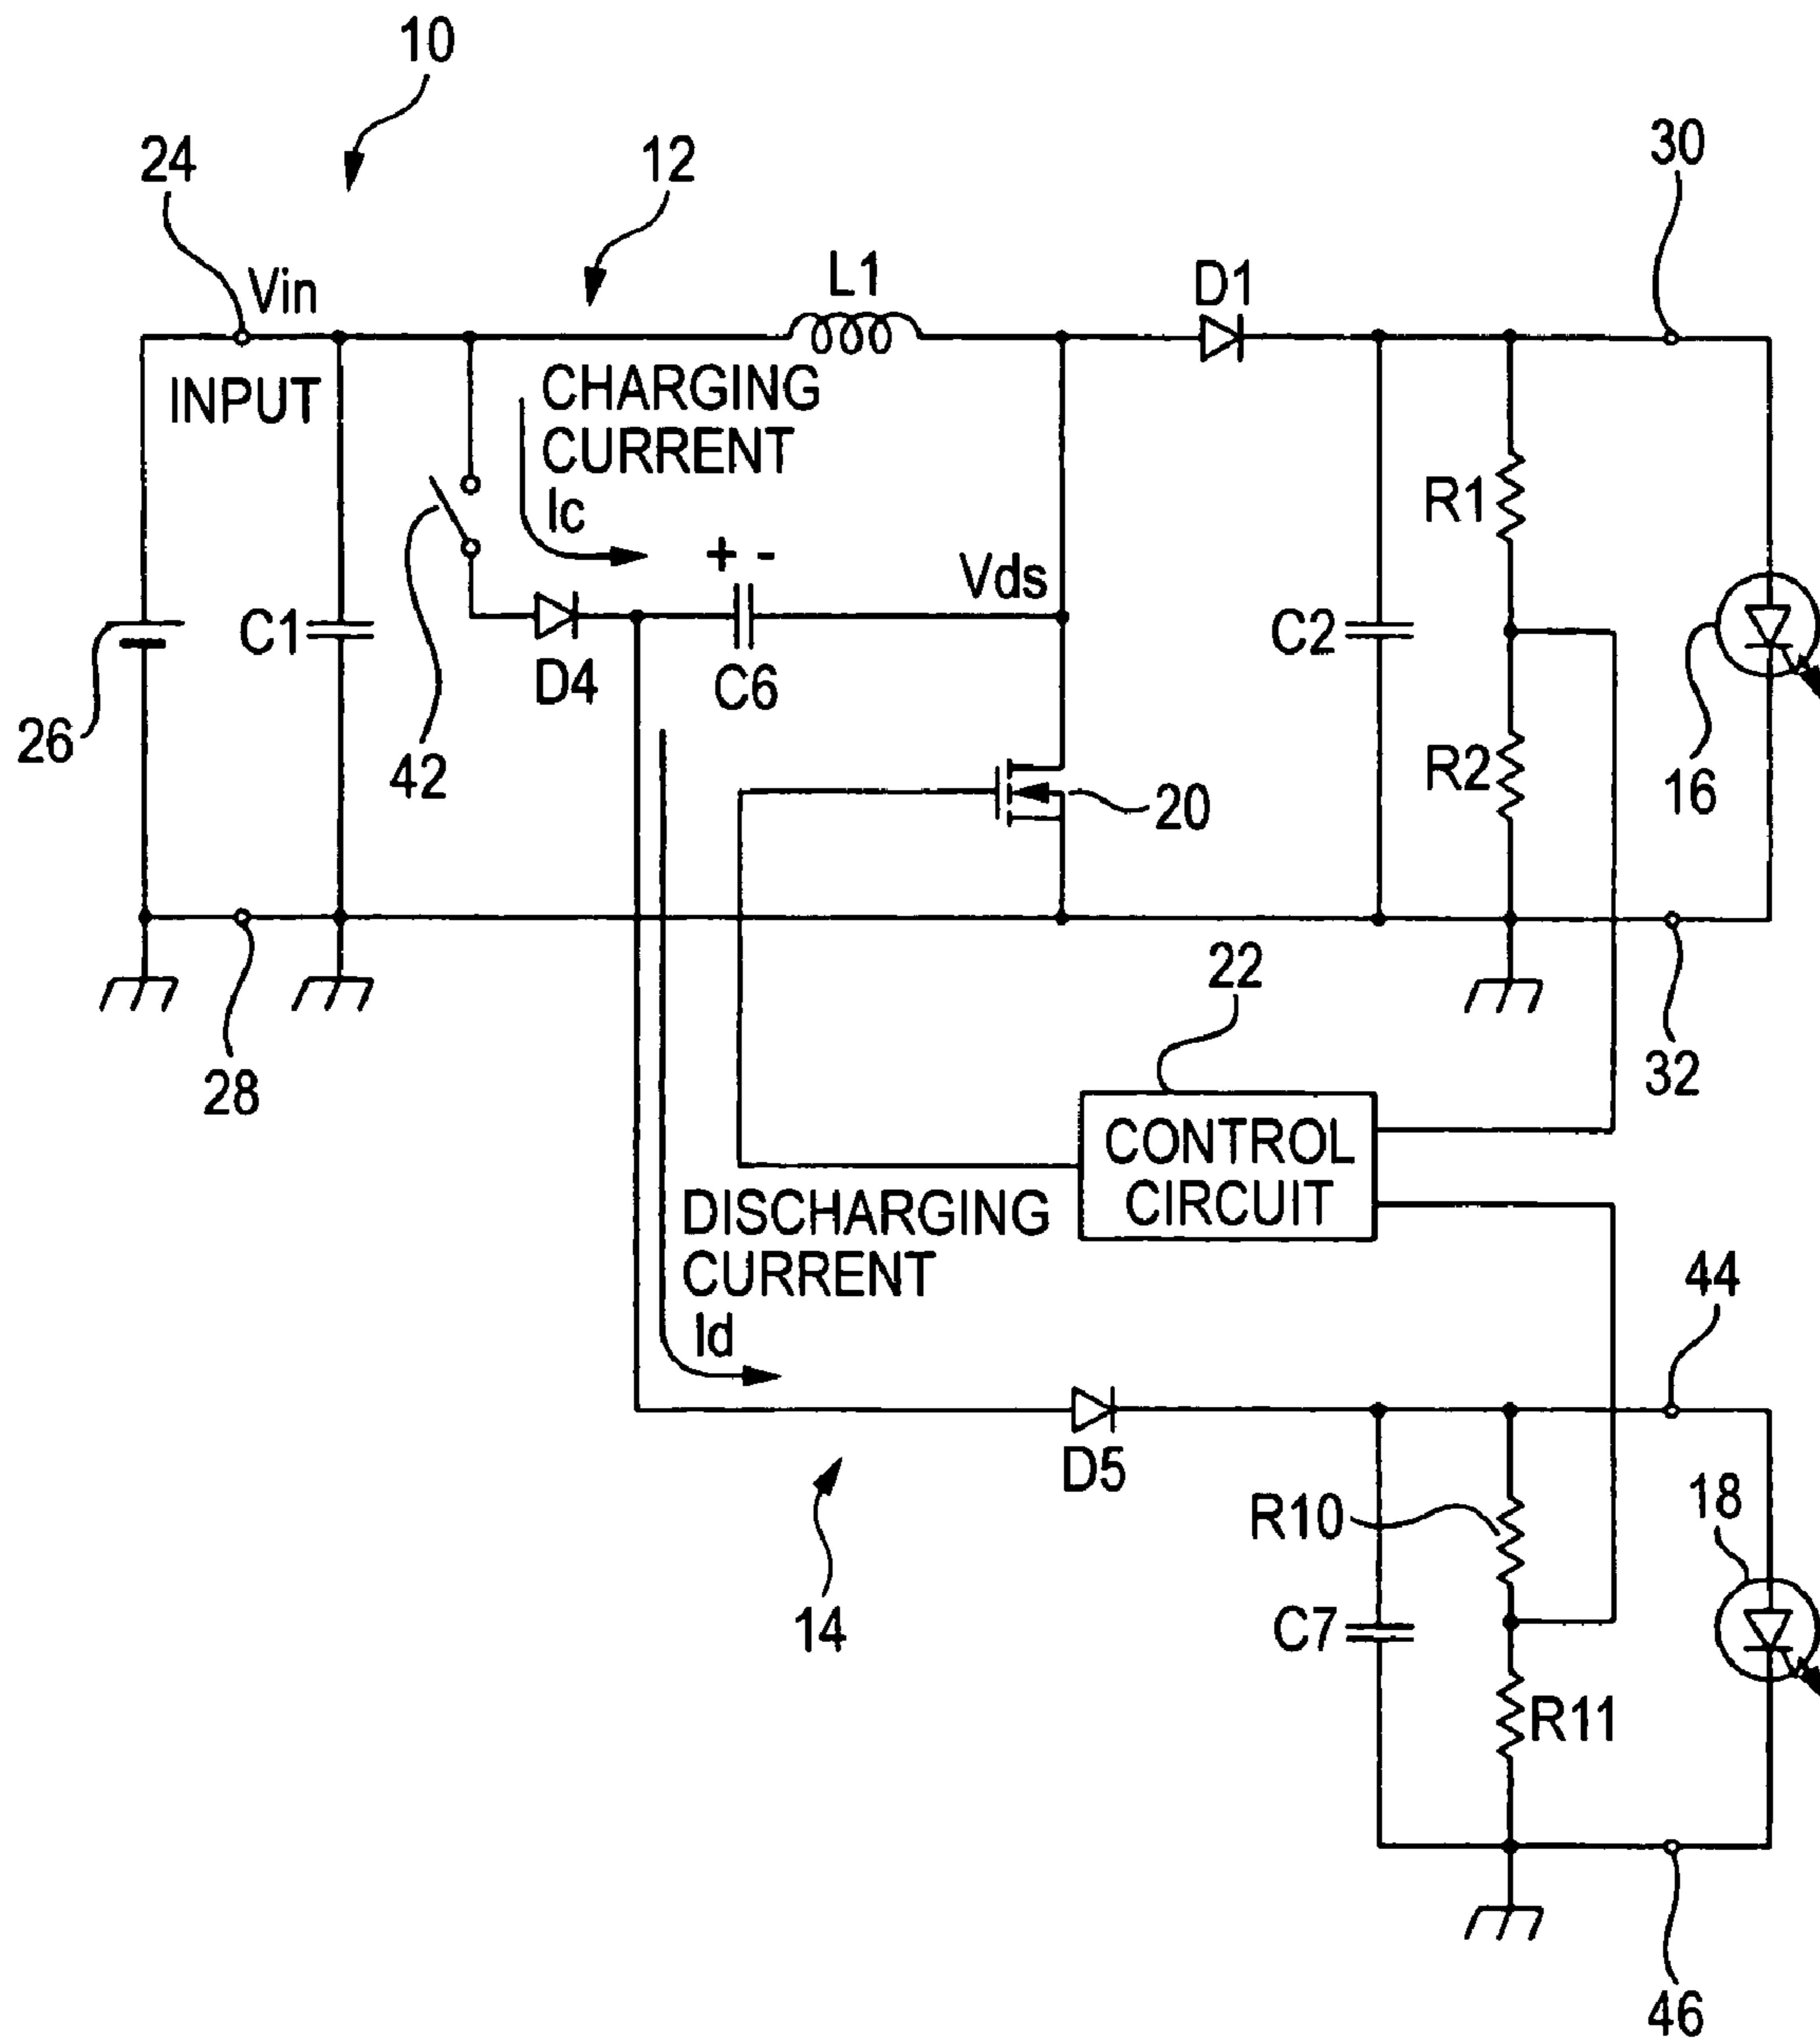 10
24
12
30
Vin
L1
D1
INPUT
CHARGING
CURRENT
Ic
R1
+ -
Vds
C1
C2
D4
C6
26
42
R2
16
20
22
28
32
CONTROL
CIRCUIT
DISCHARGING
CURRENT
Id
44
D5
R10
18
14
C7
R11
46